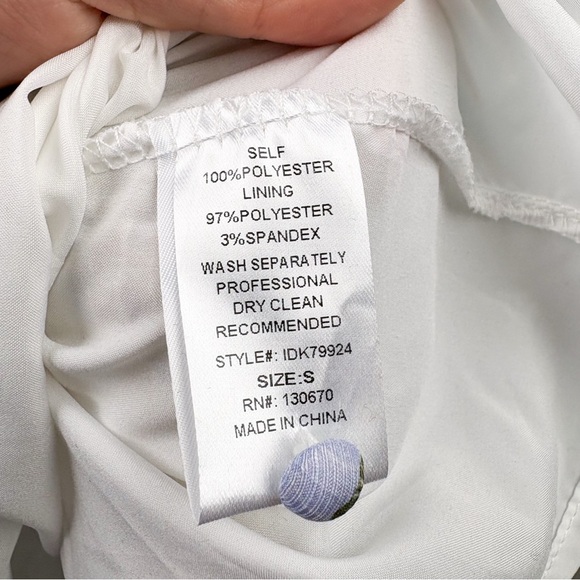 SELF
100%POLYESTER
LINING
97%POLYESTER
3%SPANDEX
WASH SEPARATELY
PROFESSIONAL
DRY CLEAN
RECOMMENDED
STYLE#: IDK79924
SIZE:S
RN#: 130670
MADE IN CHINA